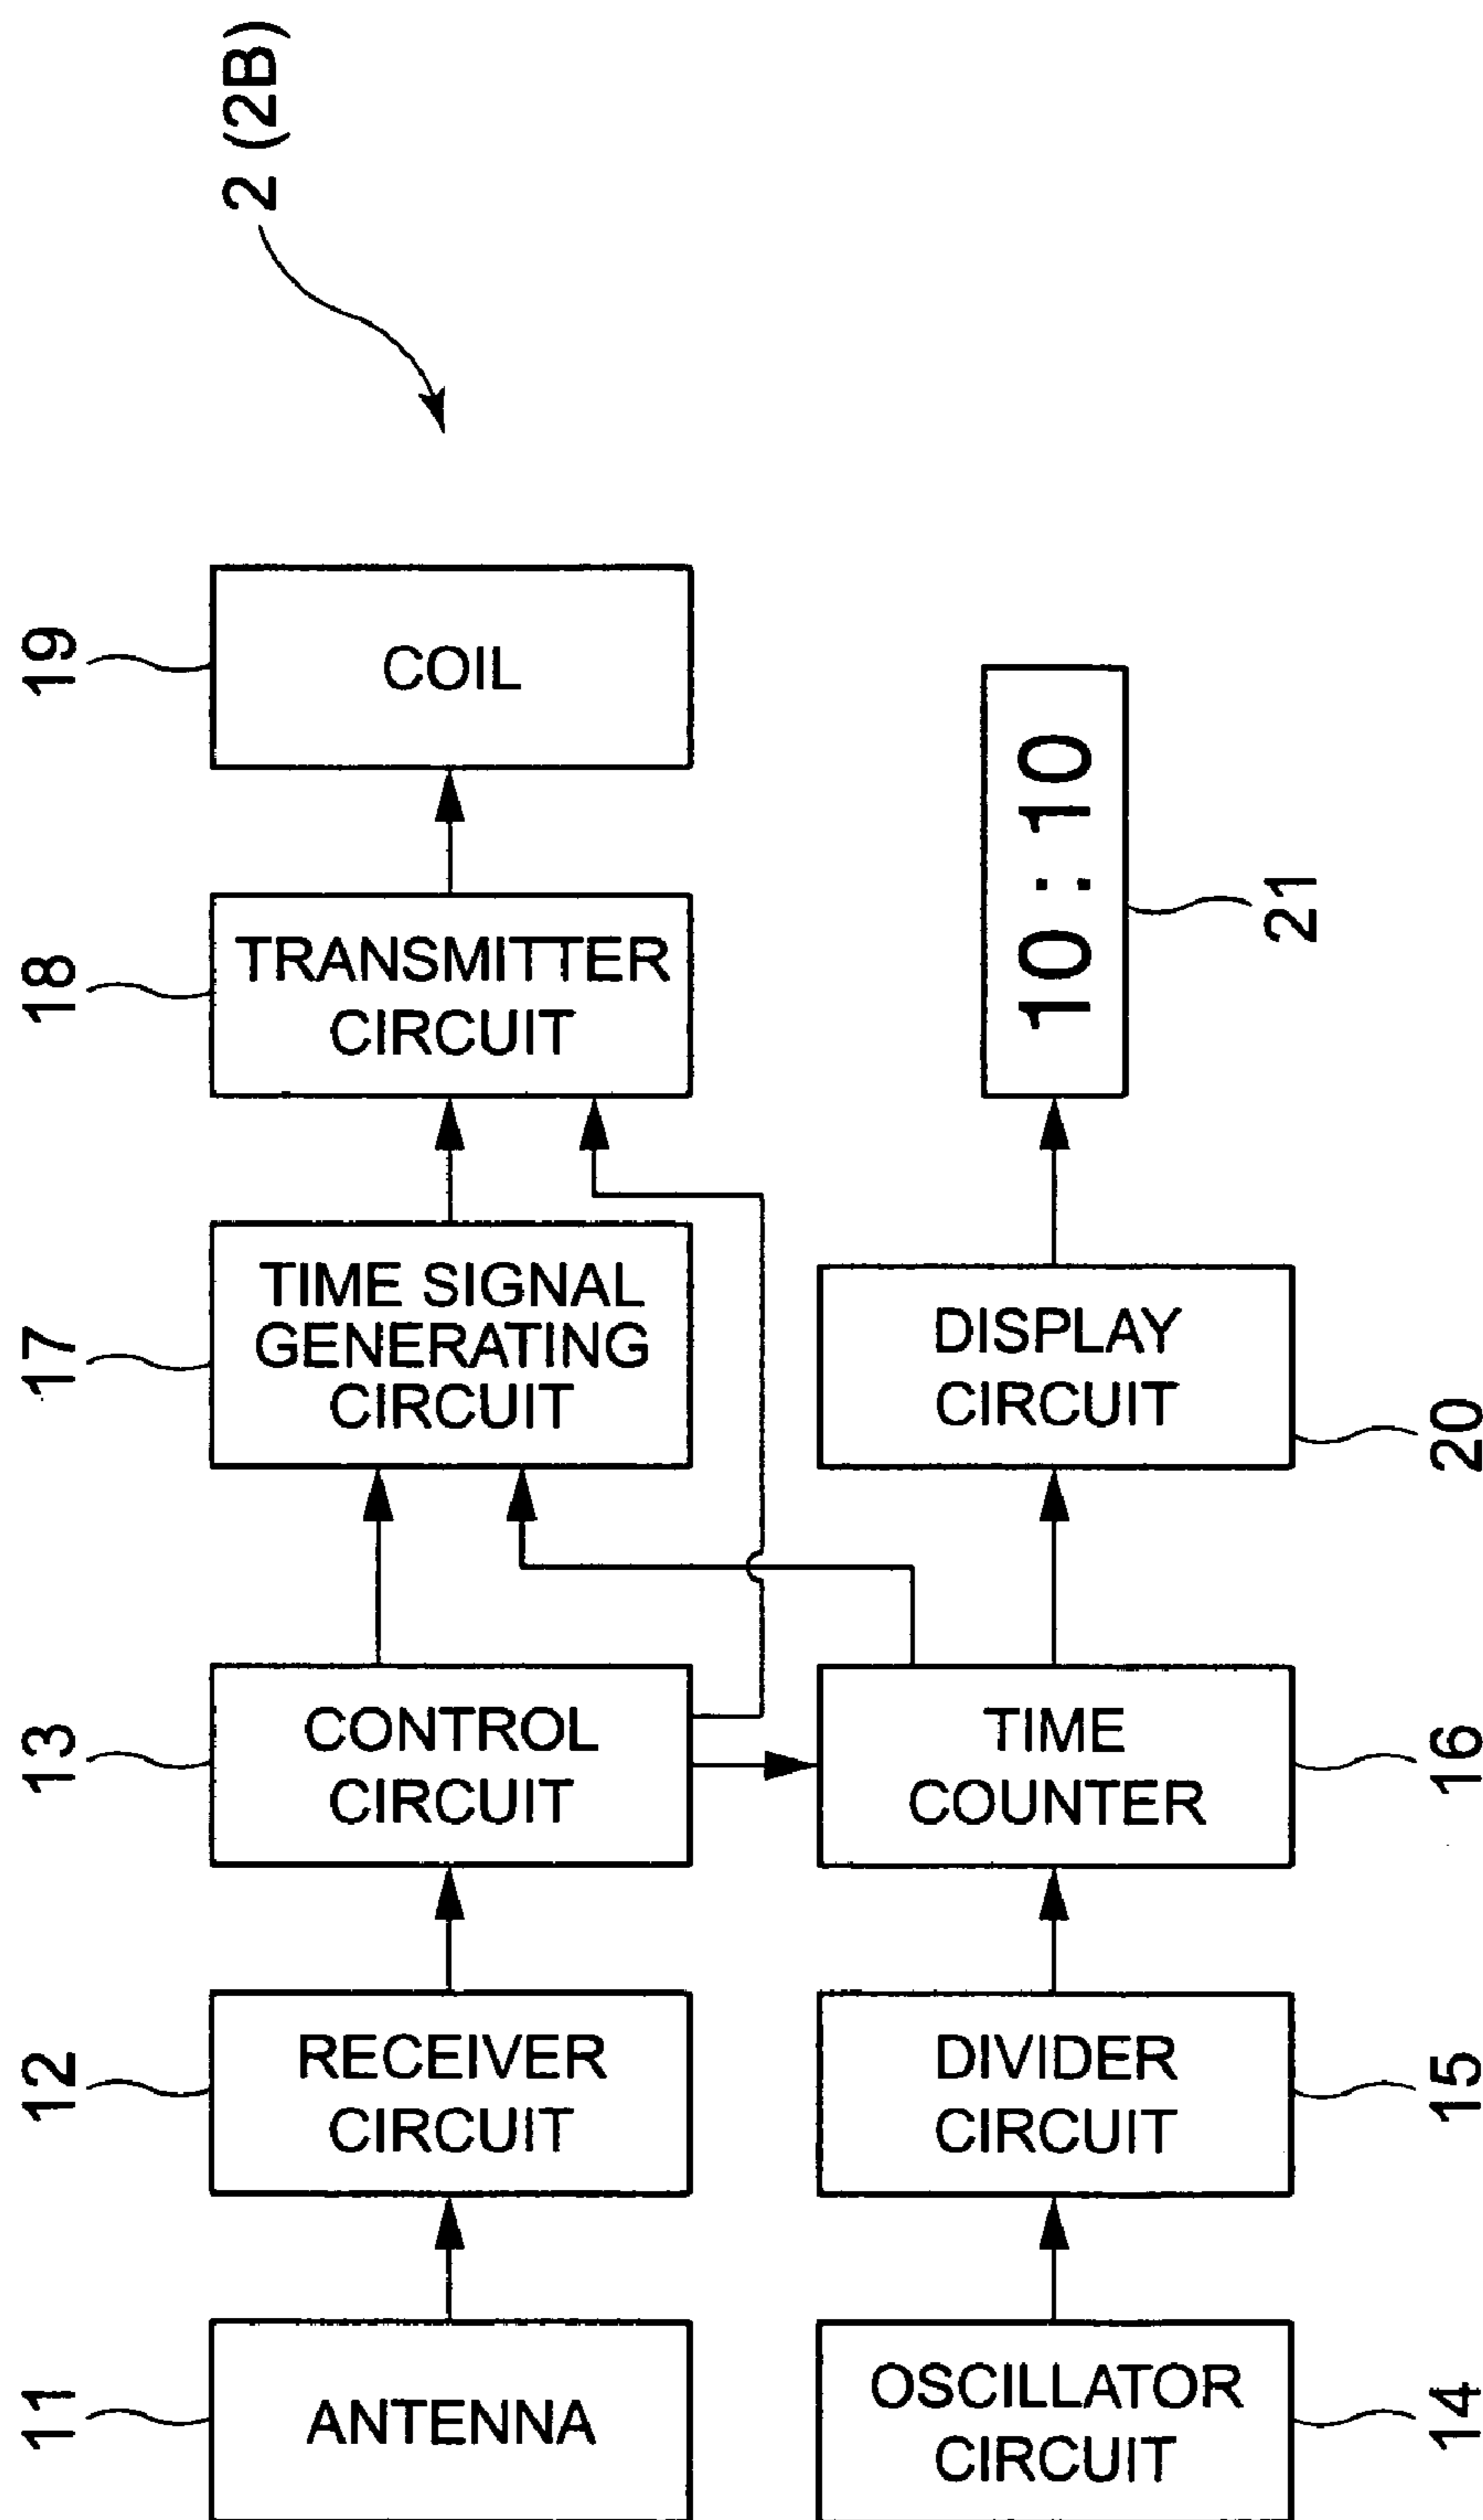 2 (2B)
19
COIL
18
TRANSMITTER
CIRCUIT
10:10
21
17
TIME SIGNAL
GENERATING
CIRCUIT
DISPLAY
CIRCUIT
20
13
CONTROL
CIRCUIT
TIME
COUNTER
16
12
RECEIVER
CIRCUIT
DIVIDER
CIRCUIT
15
11
ANTENNA
OSCILLATOR
CIRCUIT
14